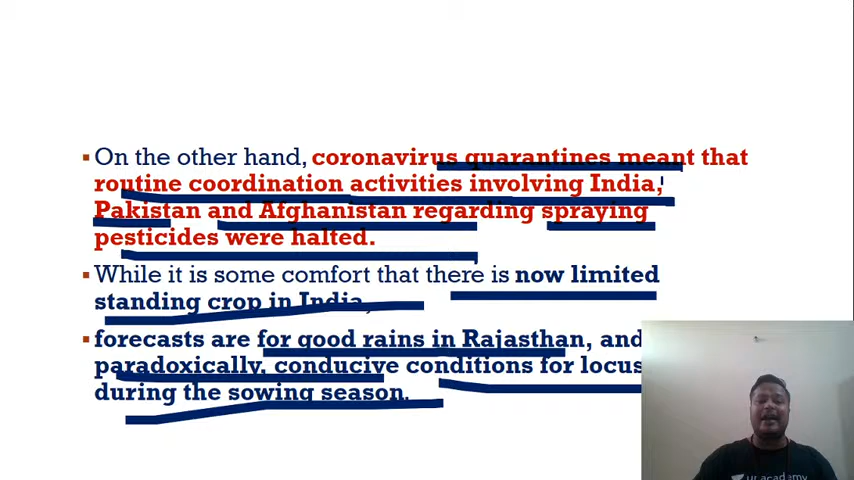 ▪On the other hand, coronavirus quarantines meant that
routine coordination activities involving India,
Pakistan and Afghanistan regarding spraying
pesticides were halted.
▪While it is some comfort that there is now limited
standing crop in India,
▪forecasts are for good rains in Rajasthan, and
paradoxically, conducive conditions for locus
during the sowing season.